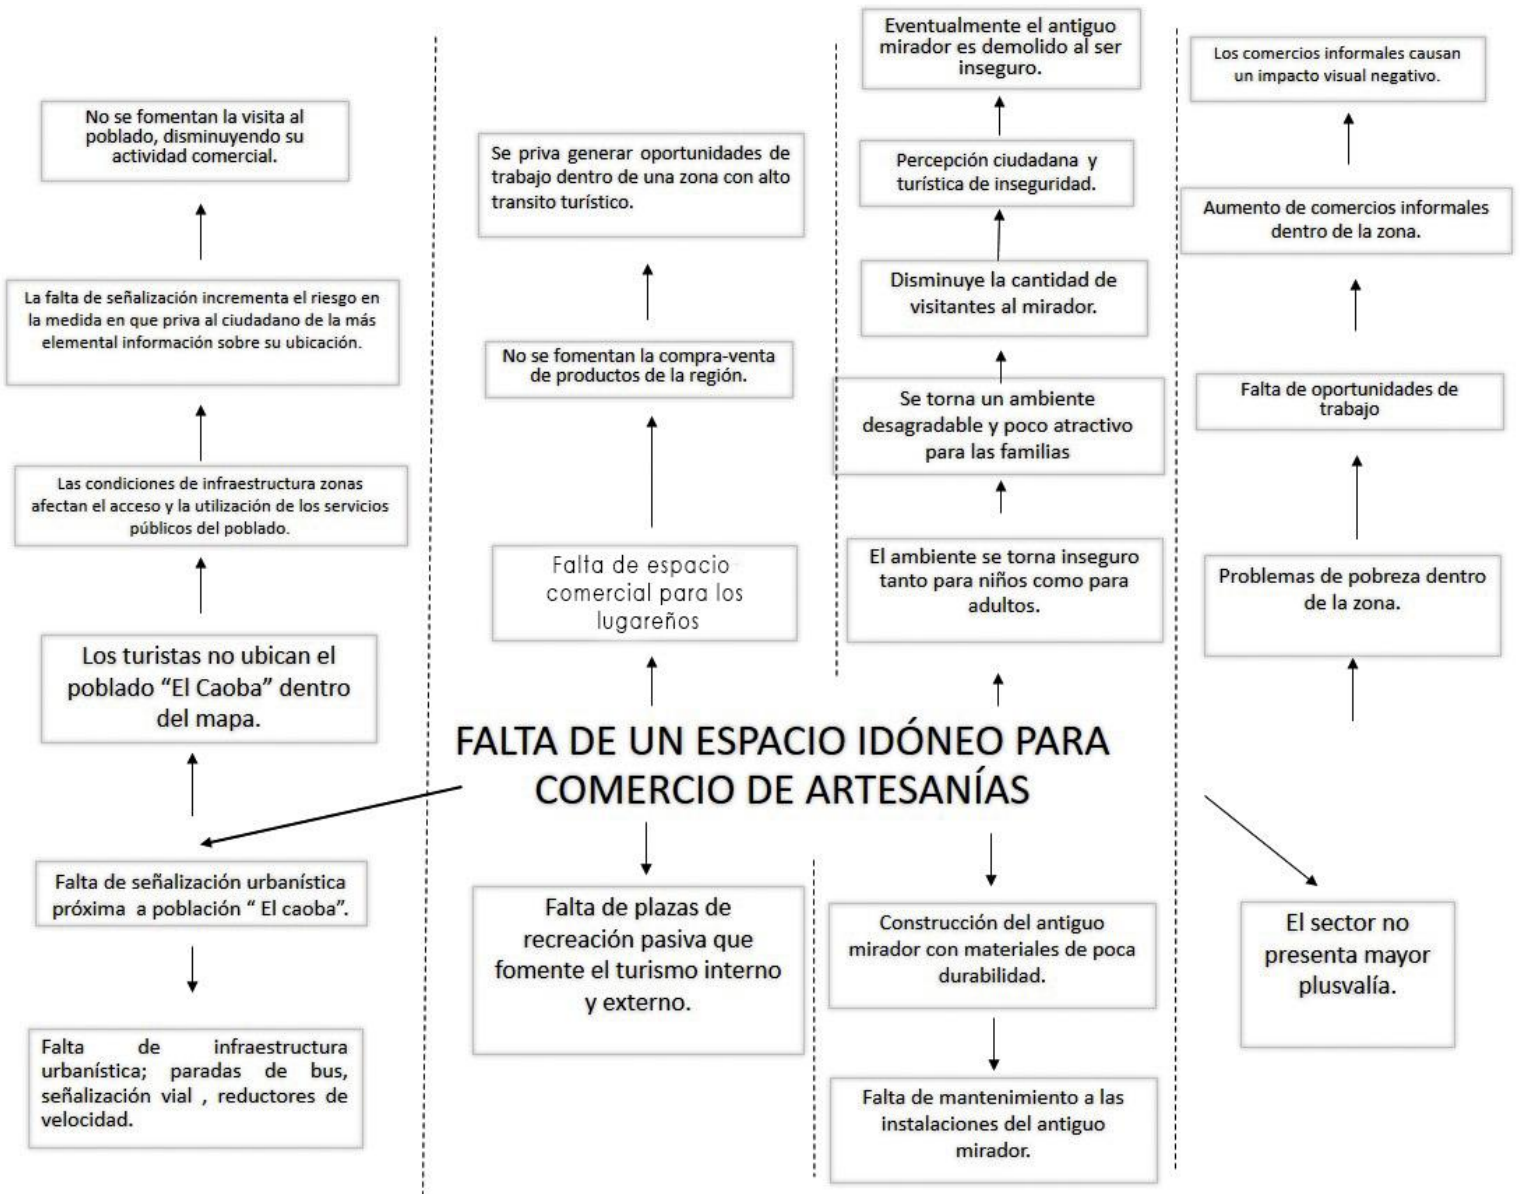 No se fomentan la visita al
poblado, disminuyendo su
actividad comercial.
La falta de señalización incrementa el riesgo en
la medida en que priva al ciudadano de la más
elemental información sobre su ubicación.
Las condiciones de infraestructura zonas
afectan el acceso y la utilización de los servicios
públicos del poblado.
Los turistas no ubican el
poblado “El Caoba” dentro
del mapa.
Falta de señalización urbanística
próxima a población “ El caoba”.
Falta de infraestructura
urbanística; paradas de bus,
señalización vial , reductores de
velocidad.
Se priva generar oportunidades de
trabajo dentro de una zona con alto
transito turístico.
No se fomentan la compra-venta
de productos de la región.
Falta de espacio
comercial para los
lugareños
FALTA DE UN ESPACIO IDÓNEO PARA
COMERCIO DE ARTESANÍAS
Falta de plazas de
recreación pasiva que
fomente el turismo interno
y externo.
Eventualmente el antiguo
mirador es demolido al ser
inseguro.
Percepción ciudadana y
turística de inseguridad.
Disminuye la cantidad de
visitantes al mirador.
Se torna un ambiente
desagradable y poco atractivo
para las familias
El ambiente se torna inseguro
tanto para niños como para
adultos.
Construcción del antiguo
mirador con materiales de poca
durabilidad.
Falta de mantenimiento a las
instalaciones del antiguo
mirador.
Los comercios informales causan
un impacto visual negativo.
Aumento de comercios informales
dentro de la zona.
Falta de oportunidades de
trabajo
Problemas de pobreza dentro
de la zona.
El sector no
presenta mayor
plusvalía.